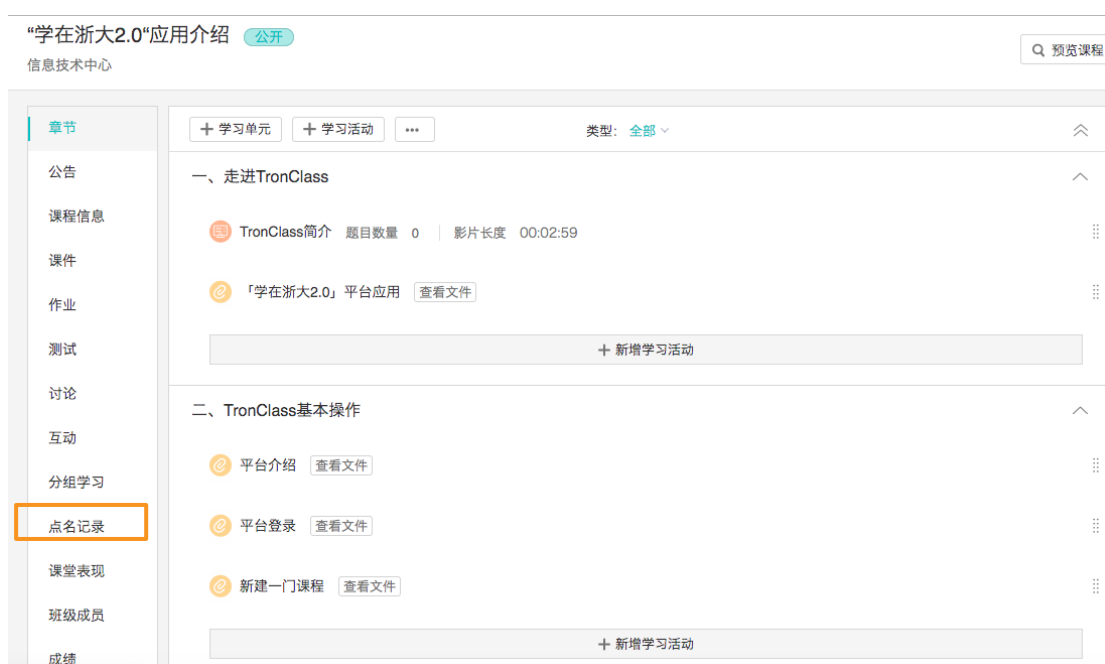 “学在浙大2.0“应用介绍 公开
信息技术中心
预览课程
章节
公告
课程信息
课件
作业
测试
讨论
互动
分组学习
点名记录
课堂表现
班级成员
成绩
+ 学习单元 + 学习活动 ···
类型: 全部
一、走进TronClass
TronClass简介 题目数量 0 影片长度 00:02:59
「学在浙大2.0」平台应用 查看文件
+ 新增学习活动
二、TronClass基本操作
平台介绍 查看文件
平台登录 查看文件
新建一门课程 查看文件
+ 新增学习活动